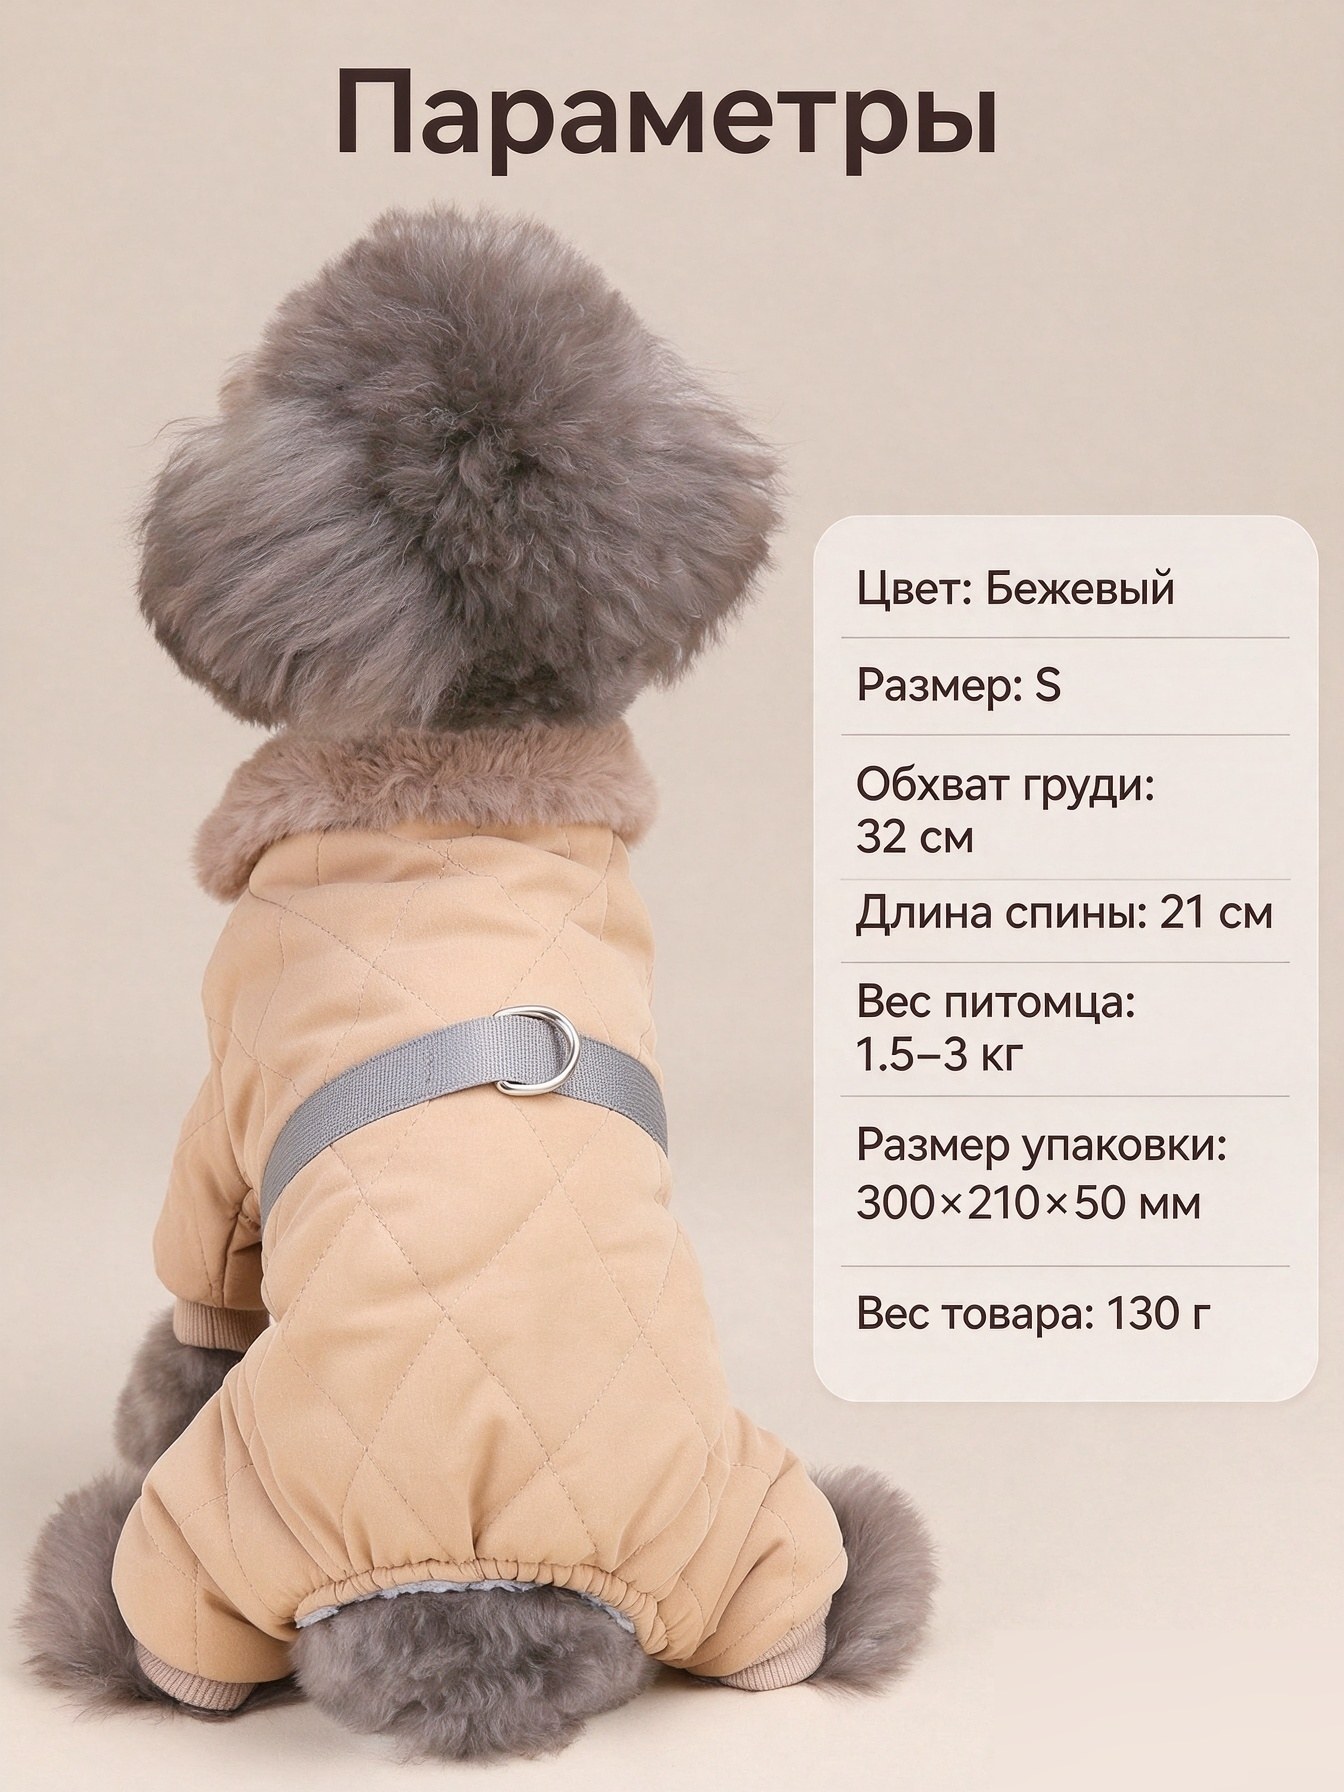 Параметры
Цвет: Бежевый
Размер: S
Обхват груди:
32 см
Длина спины: 21 см
Вес питомца:
1.5–3 кг
Размер упаковки:
300×210×50 мм
Вес товара: 130 г